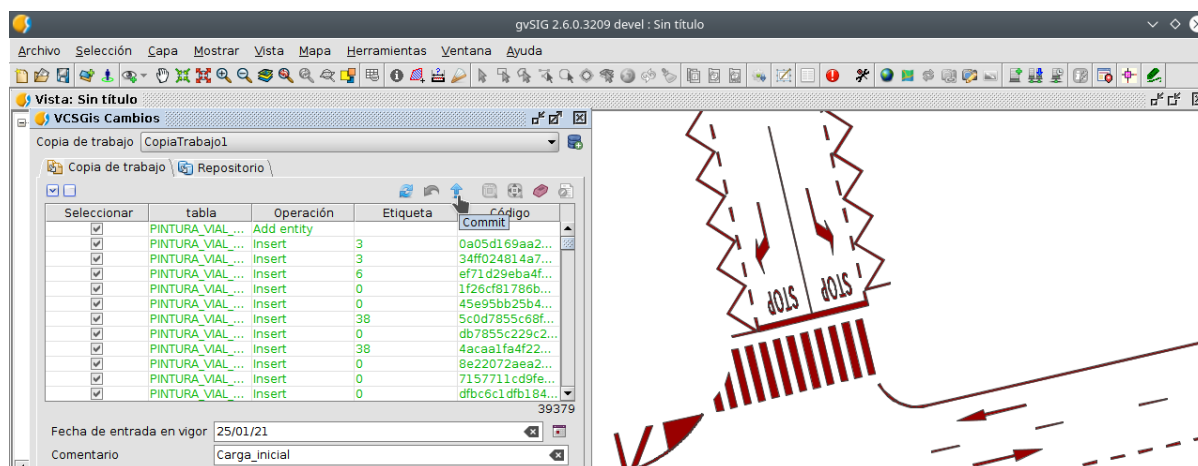 gvSIG 2.6.0.3209 devel : Sin título
Archivo Selección Capa Mostrar Vista Mapa Herramientas Ventana Ayuda
Vista: Sin título
VCSGis Cambios
Copia de trabajo CopiaTrabajo1
Copia de trabajo Repositorio
Seleccionar tabla Operación Etiqueta Código
Commit
PINTURA_VIAL_... Add entity
PINTURA_VIAL_... Insert 3 0a05d169aa2...
PINTURA_VIAL_... Insert 3 34ff024814a7...
PINTURA_VIAL_... Insert 6 ef71d29eba4f...
PINTURA_VIAL_... Insert 0 1f26cf81786b...
PINTURA_VIAL_... Insert 0 45e95bb25b4...
PINTURA_VIAL_... Insert 38 5c0d7855c68f...
PINTURA_VIAL_... Insert 0 db7855c229c2...
PINTURA_VIAL_... Insert 38 4acaa1fa4f22...
PINTURA_VIAL_... Insert 0 8e22072aea2...
PINTURA_VIAL_... Insert 0 7157711cd9fe...
PINTURA_VIAL_... Insert 0 dfbc6c1dfb184...
39379
Fecha de entrada en vigor 25/01/21
Comentario Carga_inicial
STOP STOP